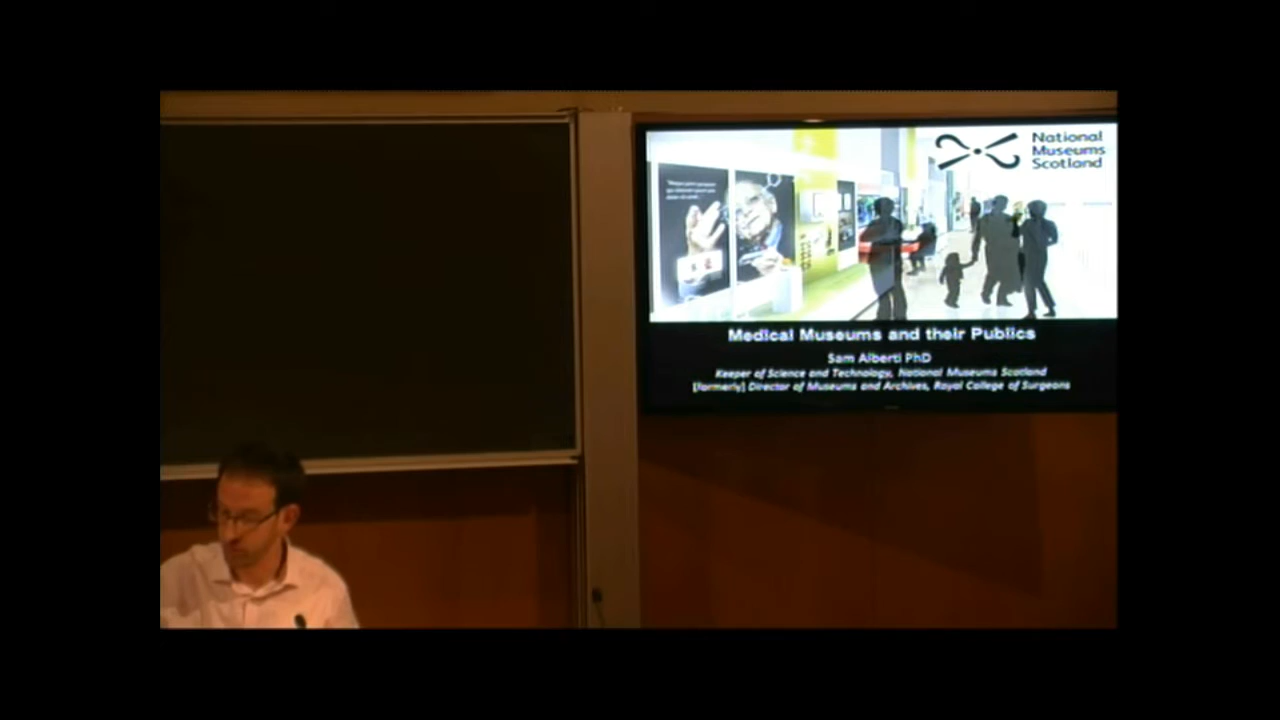 National
Museums
Scotland
Medical Museums and their Publics
Sam Alberti PhD
Keeper of Science and Technology, National Museums Scotland
[formerly] Director of Museums and Archives, Royal College of Surgeons